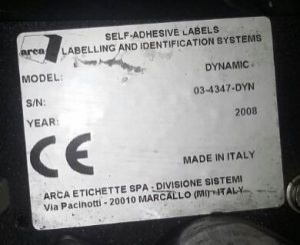 arca
SELF-ADHESIVE LABELS
LABELLING AND IDENTIFICATION SYSTEMS
MODEL: DYNAMIC
S/N: 03-4347-DYN
YEAR: 2008
CE
MADE IN ITALY
ARCA ETICHETTE SPA - DIVISIONE SISTEMI
Via Pacinotti - 20010 MARCALLO (MI) - ITALY